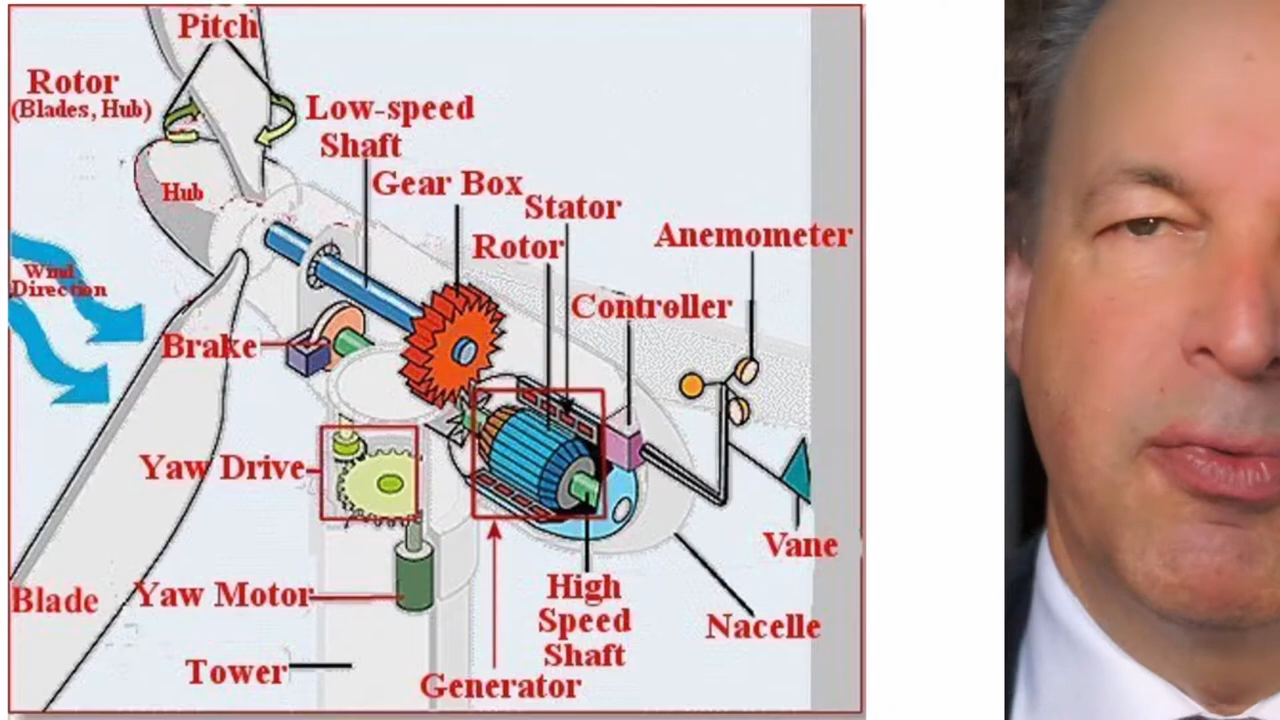 Pitch
Rotor
(Blades, Hub)
Low-speed
Shaft
Hub
Gear Box
Stator
Rotor
Anemometer
Wind
Direction
Controller
Brake
Yaw Drive
Vane
Blade
Yaw Motor
High
Speed
Shaft
Nacelle
Tower
Generator